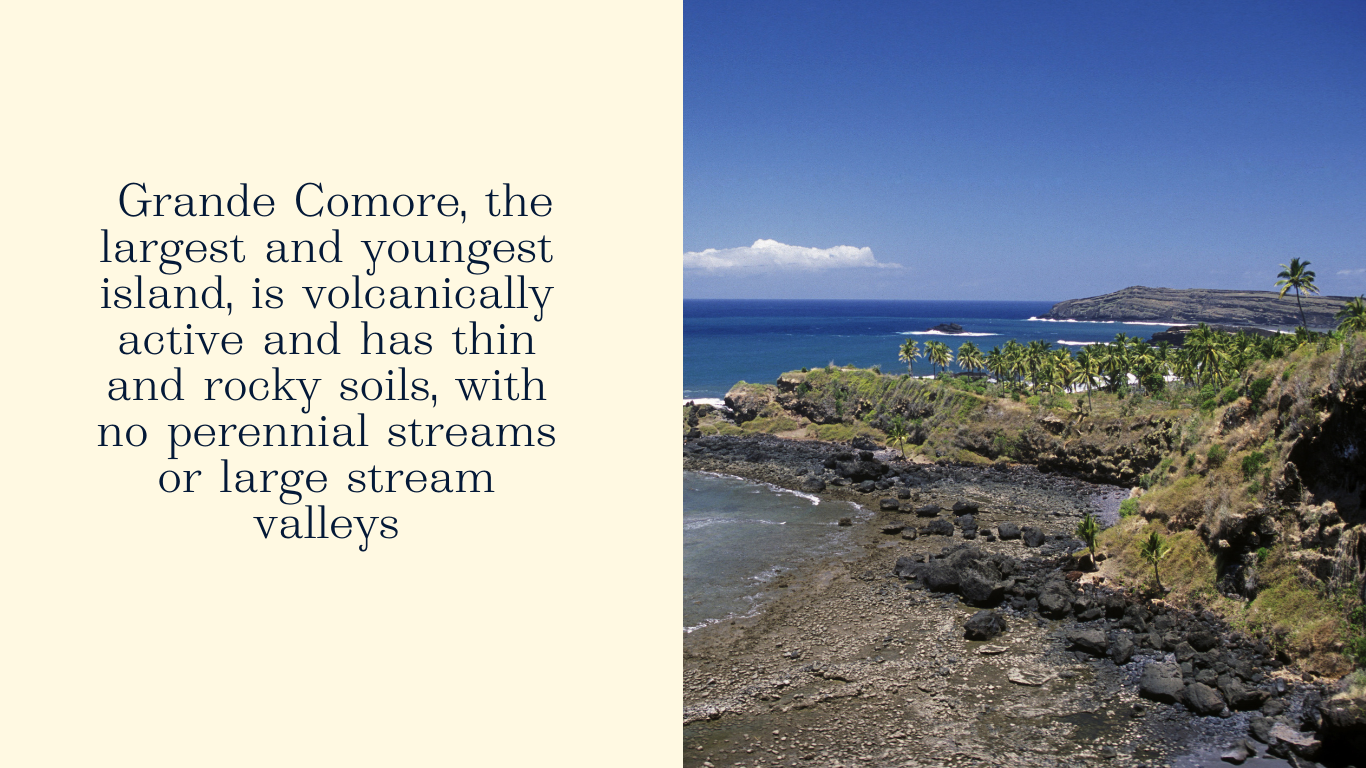 Grande Comore, the
largest and youngest
island, is volcanically
active and has thin
and rocky soils, with
no perennial streams
or large stream
valleys